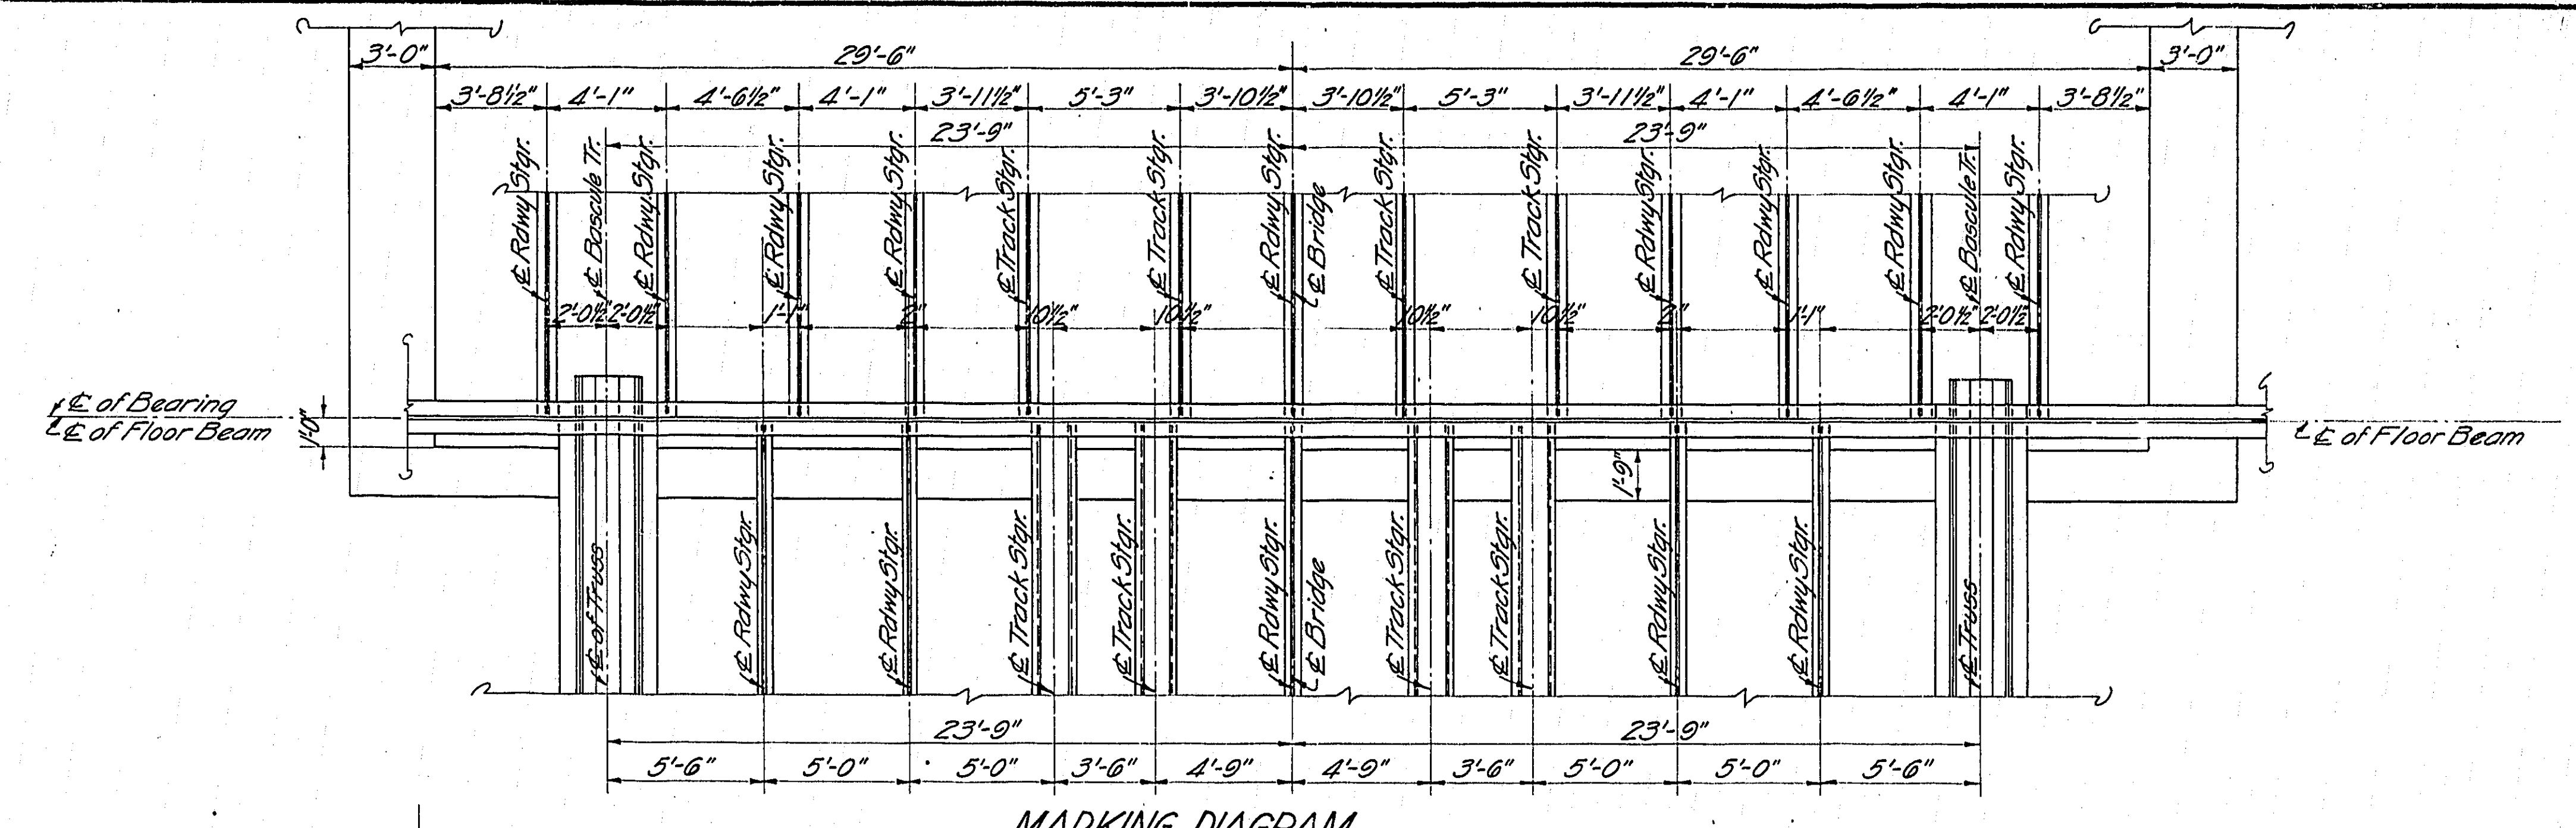 3'-0" 29'-6" 29'-6" 3'-0"
3'-8½" 4'-1" 4'-6½" 4'-1" 3'-11½" 5'-3" 3'-10½" 3'-10½" 5'-3" 3'-11½" 4'-1" 4'-6½" 4'-1" 3'-8½"
23'-9" 23'-9"
℄ Rdwy Stgr.
℄ Bascule Tr.
℄ Rdwy Stgr.
℄ Rdwy Stgr.
℄ Rdwy Stgr.
℄ Track Stgr.
℄ Track Stgr.
℄ Rdwy Stgr.
℄ Bridge
℄ Track Stgr.
℄ Track Stgr.
℄ Rdwy Stgr.
℄ Rdwy Stgr.
℄ Rdwy Stgr.
℄ Bascule Tr.
℄ Rdwy Stgr.
2'-0½" 2'-0½" 1'-1" 2" 10½" 10½" 10½" 10½" 2" 1'-1" 2'-0½" 2'-0½"
℄ of Bearing
℄ of Floor Beam
1'-0"
℄ of Floor Beam
1'-9"
℄ of Truss
℄ Rdwy Stgr.
℄ Rdwy Stgr.
℄ Track Stgr.
℄ Track Stgr.
℄ Rdwy Stgr.
℄ Bridge
℄ Track Stgr.
℄ Track Stgr.
℄ Rdwy Stgr.
℄ Rdwy Stgr.
℄ Truss
23'-9" 23'-9"
5'-6" 5'-0" 5'-0" 3'-6" 4'-9" 4'-9" 3'-6" 5'-0" 5'-0" 5'-6"
MARKING DIAGRAM